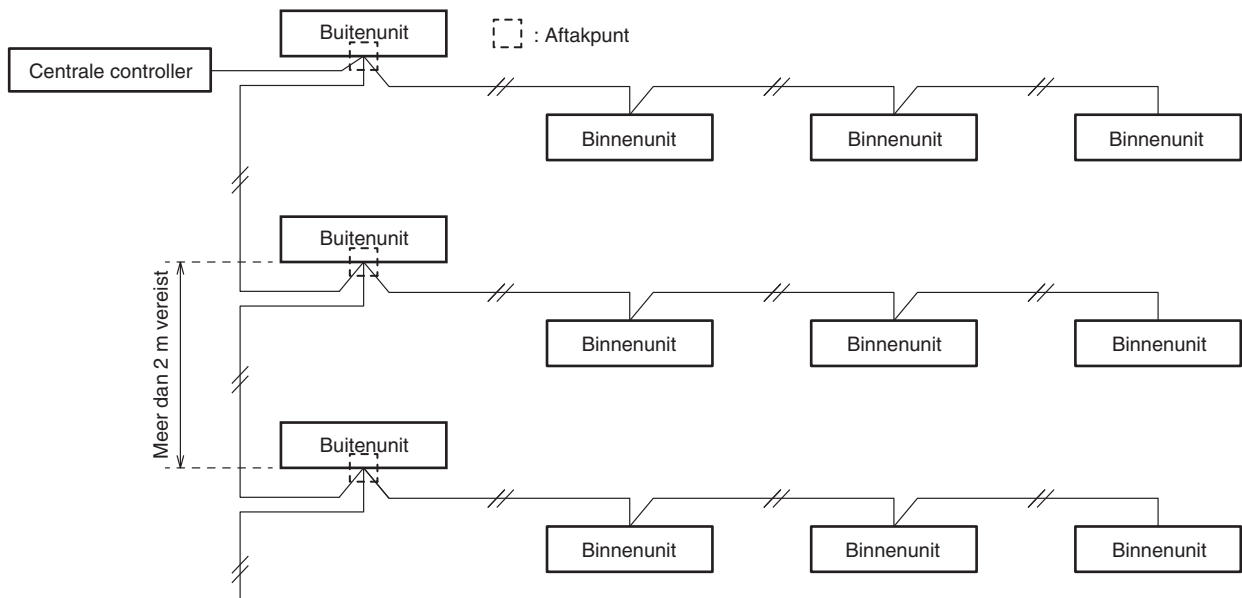 Buitenunit
: Aftakpunt
Centrale controller
Binnenunit
Binnenunit
Binnenunit
Buitenunit
Meer dan 2 m vereist
Binnenunit
Binnenunit
Binnenunit
Buitenunit
Binnenunit
Binnenunit
Binnenunit